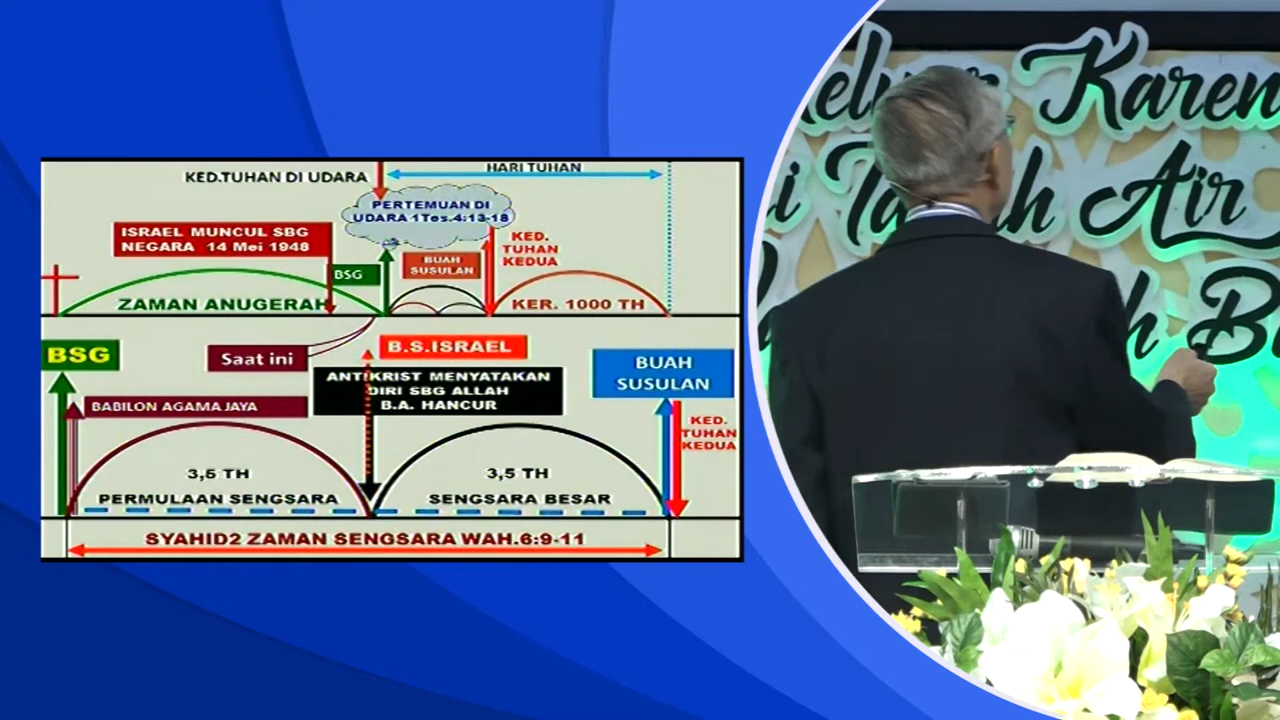 KED.TUHAN DI UDARA
HARI TUHAN
PERTEMUAN DI
UDARA 1Tes.4:13-18
ISRAEL MUNCUL SBG
NEGARA 14 Mei 1948
KED.
TUHAN
KEDUA
BSG
BUAH
SUSULAN
ZAMAN ANUGERAH
KER. 1000 TH
BSG
Saat ini
B.S.ISRAEL
BUAH
SUSULAN
ANTIKRIST MENYATAKAN
DIRI SBG ALLAH
B.A. HANCUR
BABILON AGAMA JAYA
KED.
TUHAN
KEDUA
3,5 TH
3,5 TH
PERMULAAN SENGSARA
SENGSARA BESAR
SYAHID2 ZAMAN SENGSARA WAH.6:9-11
Karen
Air